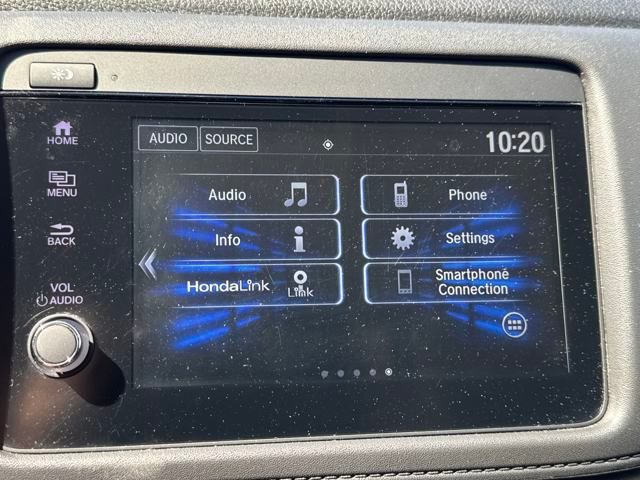 HOME
MENU
BACK
VOL
AUDIO
AUDIO SOURCE 10:20
Audio
Phone
Info
Settings
HondaLink Link
Smartphone
Connection